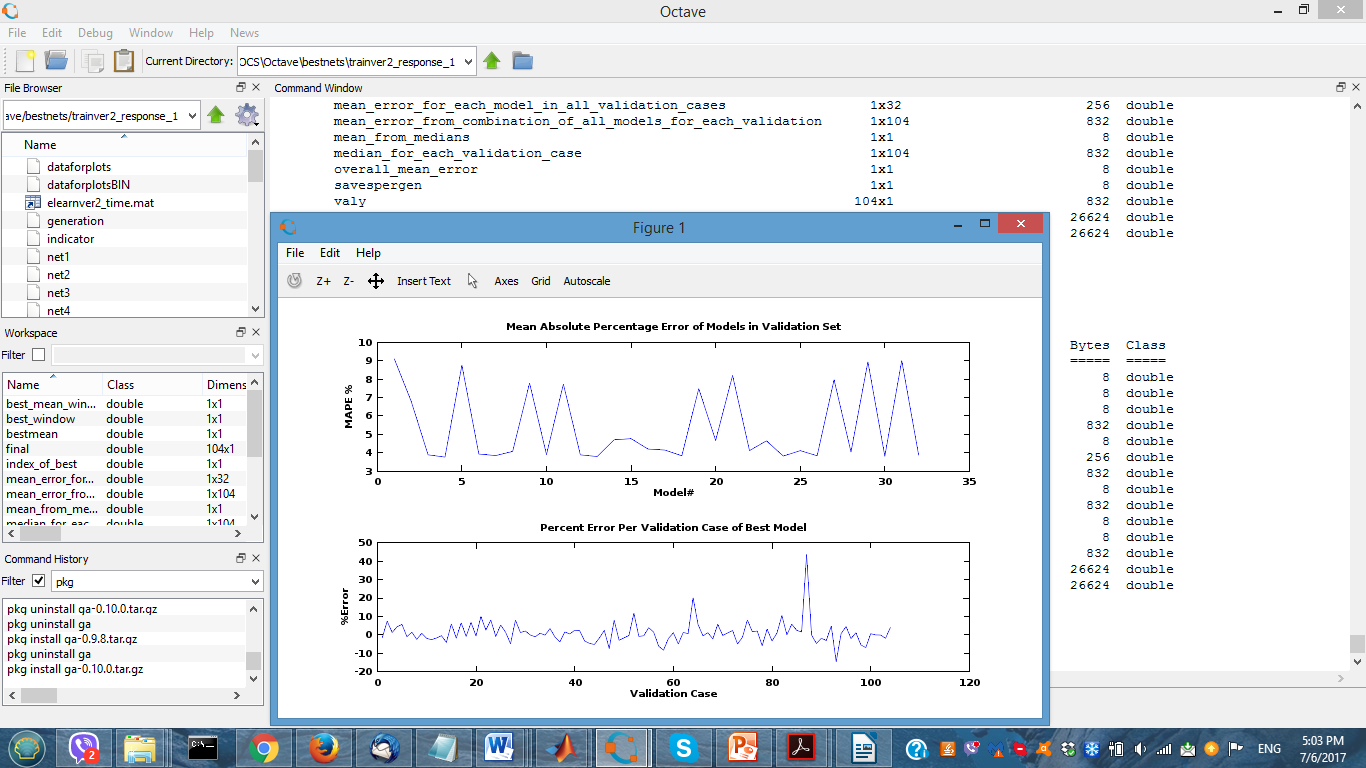 Octave
File Edit Debug Window Help News
Current Directory: OCS\Octave\bestnets\trainver2_response_1
File Browser
ave/bestnets/trainver2_response_1
Name
dataforplots
dataforplotsBIN
elearnver2_time.mat
generation
indicator
net1
net2
net3
net4
Workspace
Filter
Name Class Dimens
best_mean_win... double 1x1
best_window double 1x1
bestmean double 1x1
final double 104x1
index_of_best double 1x1
mean_error_for... double 1x32
mean_error_fro... double 1x104
mean_from_me... double 1x1
median_for_eac... double 1x104
Command History
Filter pkg
pkg uninstall ga-0.10.0.tar.gz
pkg uninstall ga
pkg install ga-0.9.8.tar.gz
pkg uninstall ga
pkg install ga-0.10.0.tar.gz
Command Window
mean_error_for_each_model_in_all_validation_cases 1x32 256 double
mean_error_from_combination_of_all_models_for_each_validation 1x104 832 double
mean_from_medians 1x1 8 double
median_for_each_validation_case 1x104 832 double
overall_mean_error 1x1 8 double
savespergen 1x1 8 double
valy 104x1 832 double
26624 double
26624 double
Bytes Class
===== =====
8 double
8 double
8 double
832 double
8 double
256 double
832 double
8 double
832 double
8 double
8 double
832 double
26624 double
26624 double
Figure 1
File Edit Help
Z+ Z- Insert Text Axes Grid Autoscale
Mean Absolute Percentage Error of Models in Validation Set
MAPE %
10
9
8
7
6
5
4
3
0 5 10 15 20 25 30 35
Model#
Percent Error Per Validation Case of Best Model
%Error
50
40
30
20
10
0
-10
-20
0 20 40 60 80 100 120
Validation Case
2
C:\_
ENG
5:03 PM
7/6/2017